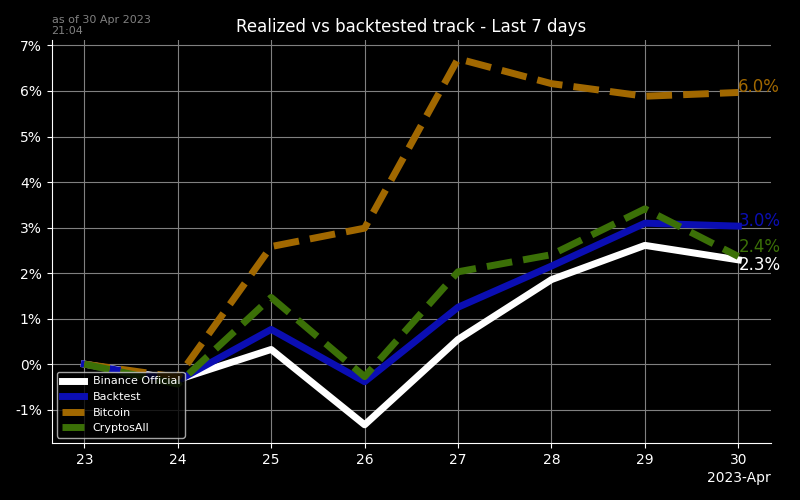 as of 30 Apr 2023
21:04
Realized vs backtested track - Last 7 days
7%
6%
5%
4%
3%
2%
1%
0%
-1%
6.0%
3.0%
2.4%
2.3%
Binance Official
Backtest
Bitcoin
CryptosAll
23 24 25 26 27 28 29 30
2023-Apr